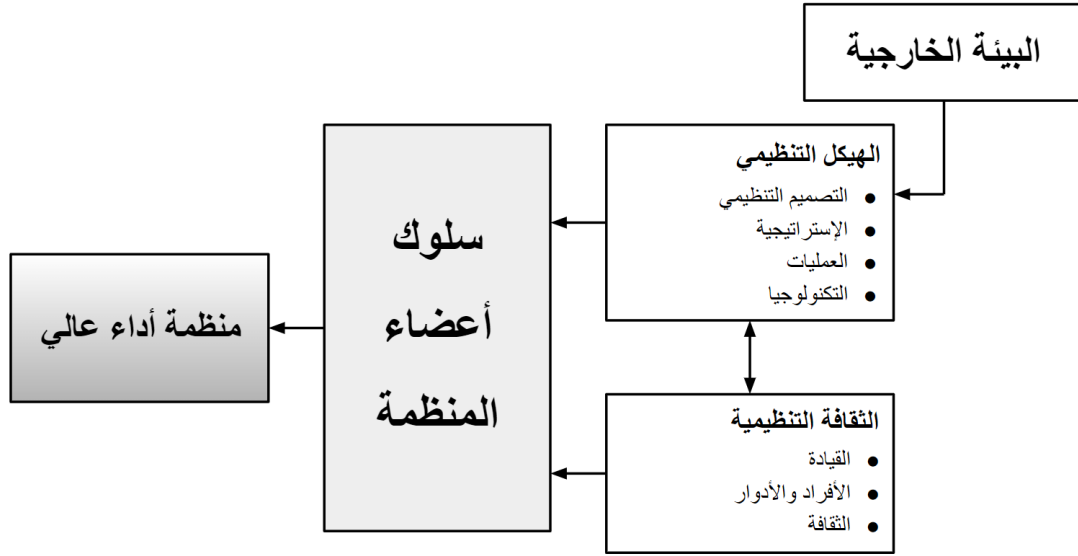 البيئة الخارجية
الهيكل التنظيمي
● التصميم التنظيمي
● الإستراتيجية
● العمليات
● التكنولوجيا
الثقافة التنظيمية
● القيادة
● الأفراد والأدوار
● الثقافة
سلوك
أعضاء
المنظمة
منظمة أداء عالي